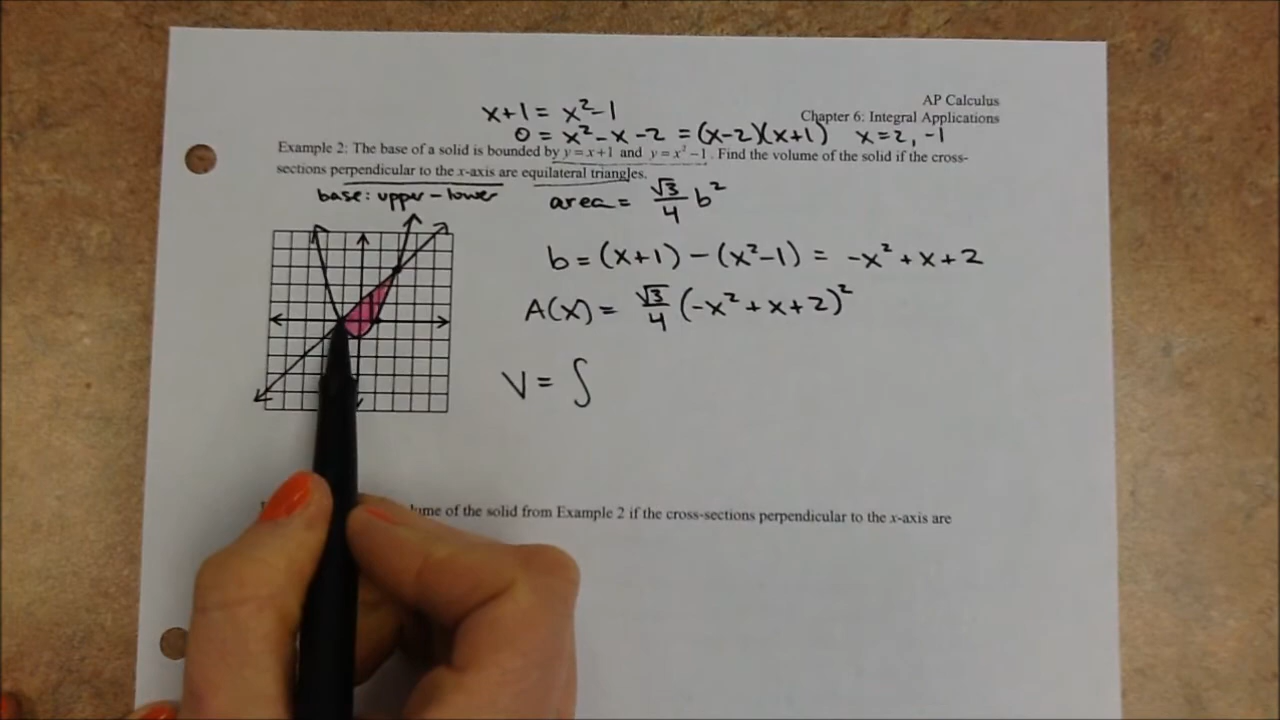 AP Calculus
Chapter 6: Integral Applications
x+1 = x²-1
0 = x²-x-2 = (x-2)(x+1) x=2, -1
Example 2: The base of a solid is bounded by y = x+1 and y = x² −1. Find the volume of the solid if the cross-
sections perpendicular to the x-axis are equilateral triangles.
base: upper-lower
area = √3/4 b²
b = (x+1) - (x²-1) = -x²+x+2
A(x) = √3/4 (-x²+x+2)²
V = ∫
of the solid from Example 2 if the cross-sections perpendicular to the x-axis are